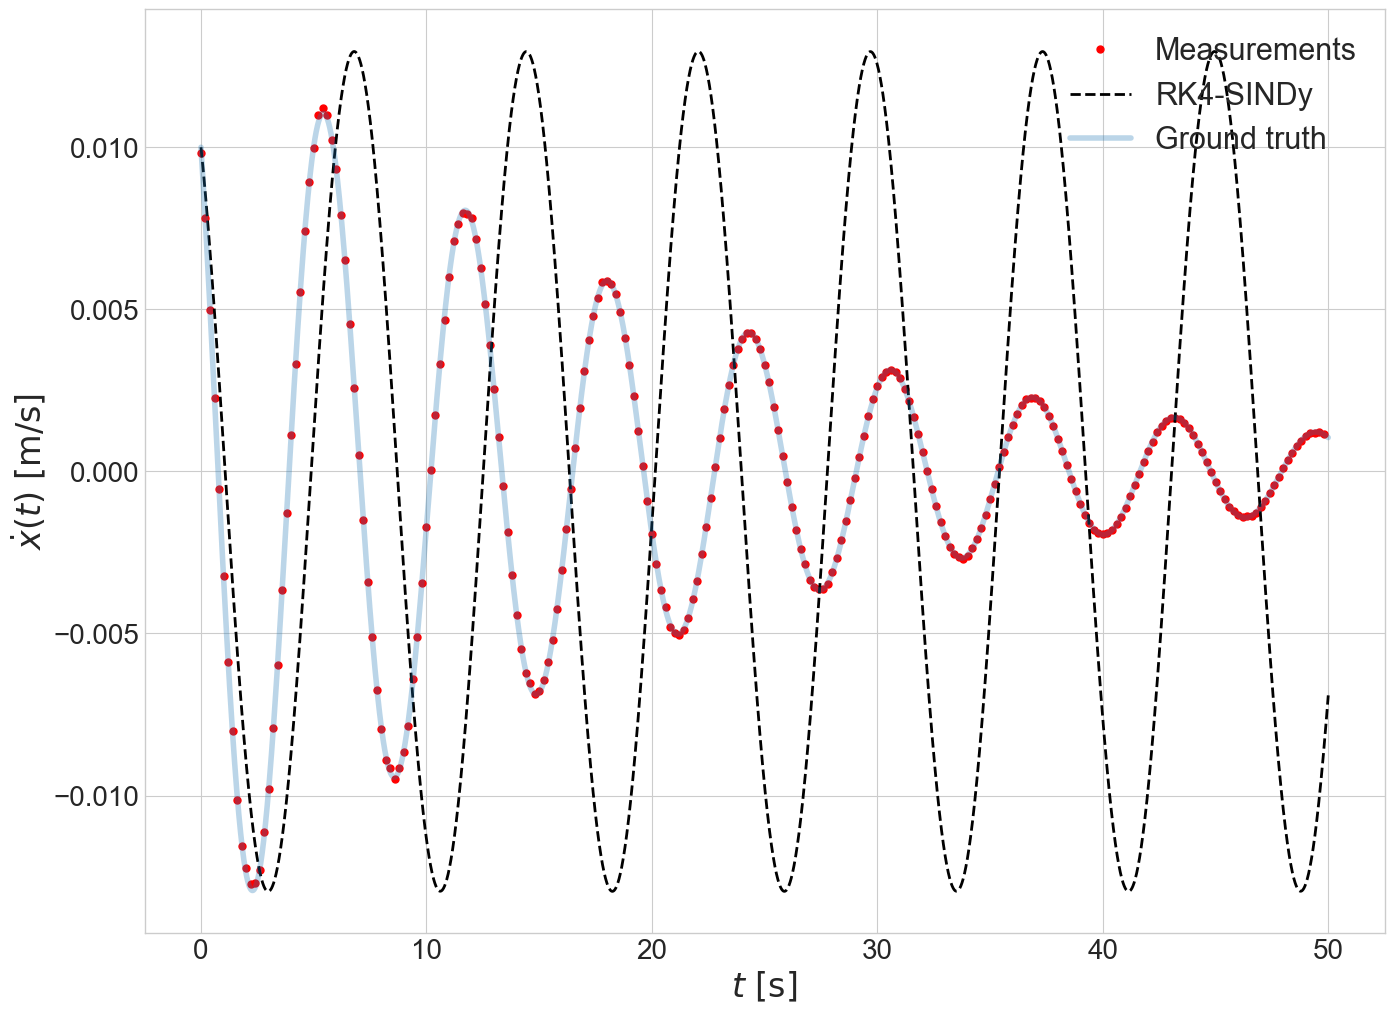 Measurements
RK4-SINDy
Ground truth
0.010
0.005
0.000
−0.005
−0.010
ẋ(t) [m/s]
0 10 20 30 40 50
t [s]